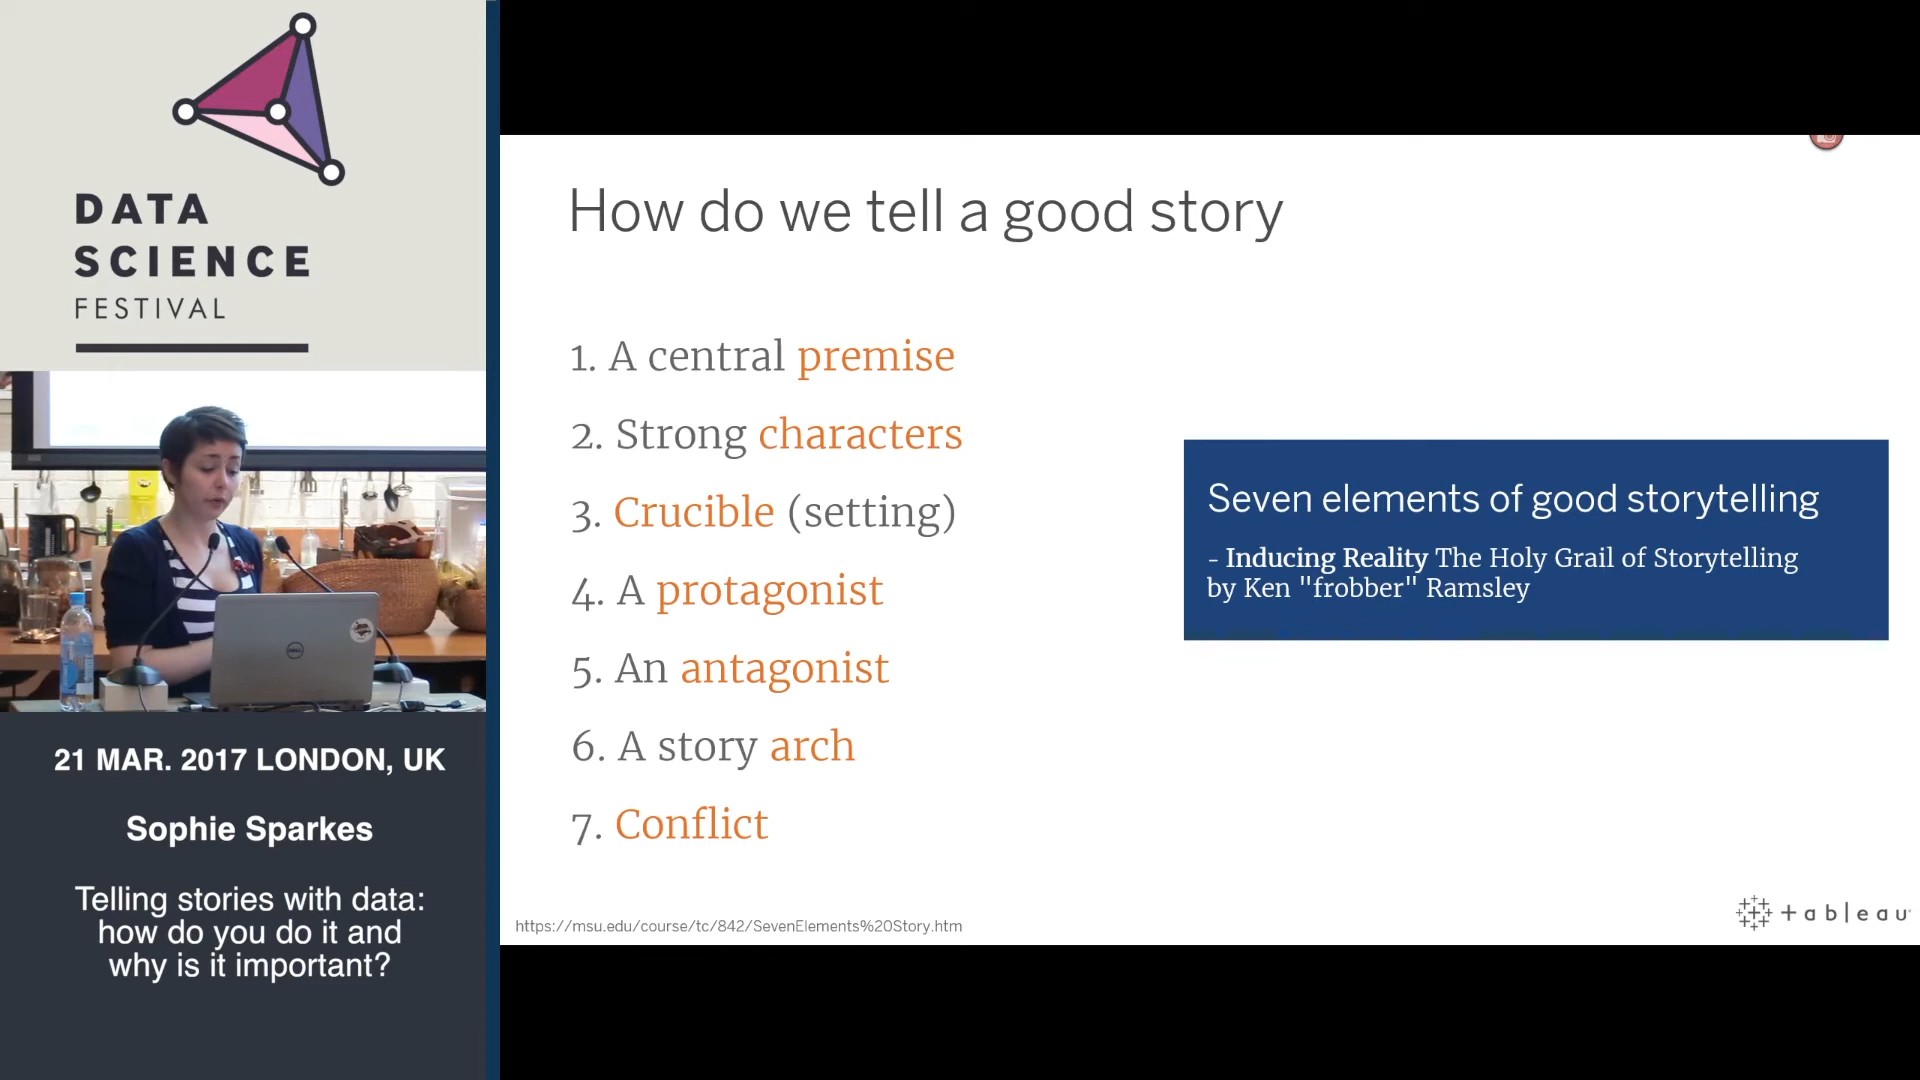 DATA
SCIENCE
FESTIVAL
21 MAR. 2017 LONDON, UK
Sophie Sparkes
Telling stories with data:
how do you do it and
why is it important?
How do we tell a good story
1. A central premise
2. Strong characters
3. Crucible (setting)
4. A protagonist
5. An antagonist
6. A story arch
7. Conflict
Seven elements of good storytelling
- Inducing Reality The Holy Grail of Storytelling
by Ken "frobber" Ramsley
https://msu.edu/course/tc/842/SevenElements%20Story.htm
+ableau
DELL